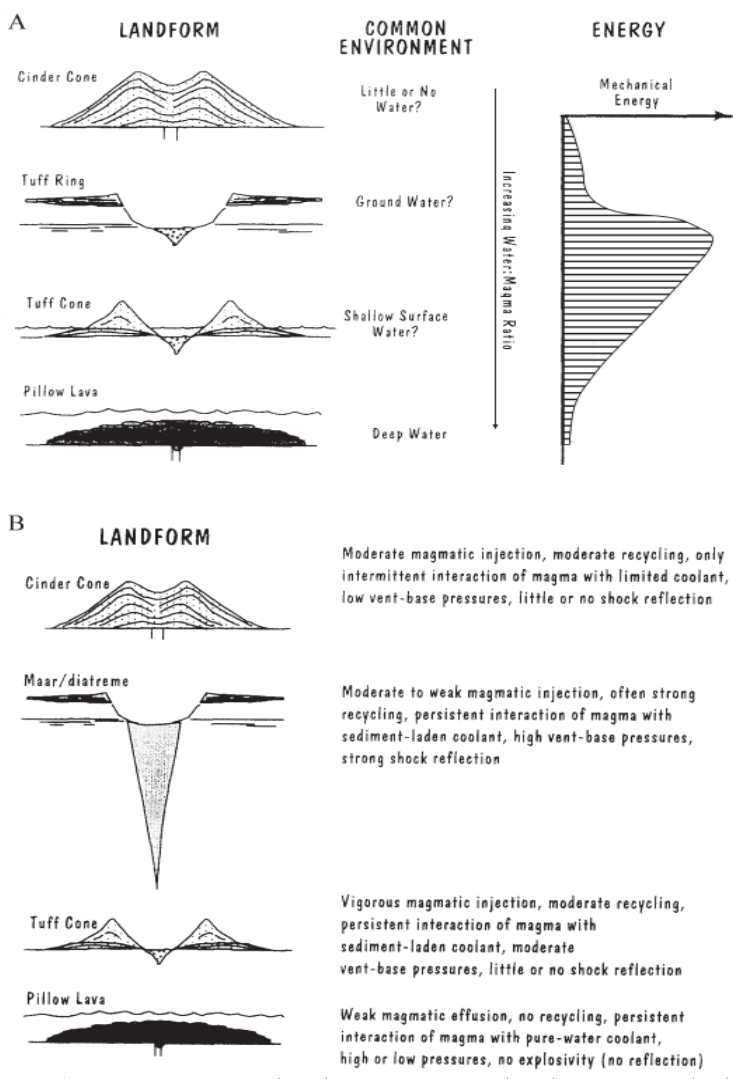 A
LANDFORM
COMMON
ENVIRONMENT
ENERGY
Cinder Cone
Little or No
Water?
Mechanical
Energy
Tuff Ring
Ground Water?
Increasing Water:Magma Ratio
Tuff Cone
Shallow Surface
Water?
Pillow Lava
Deep Water
B
LANDFORM
Cinder Cone
Moderate magmatic injection, moderate recycling, only
intermittent interaction of magma with limited coolant,
low vent-base pressures, little or no shock reflection
Maar/diatreme
Moderate to weak magmatic injection, often strong
recycling, persistent interaction of magma with
sediment-laden coolant, high vent-base pressures,
strong shock reflection
Tuff Cone
Vigorous magmatic injection, moderate recycling,
persistent interaction of magma with
sediment-laden coolant, moderate
vent-base pressures, little or no shock reflection
Pillow Lava
Weak magmatic effusion, no recycling, persistent
interaction of magma with pure-water coolant,
high or low pressures, no explosivity (no reflection)